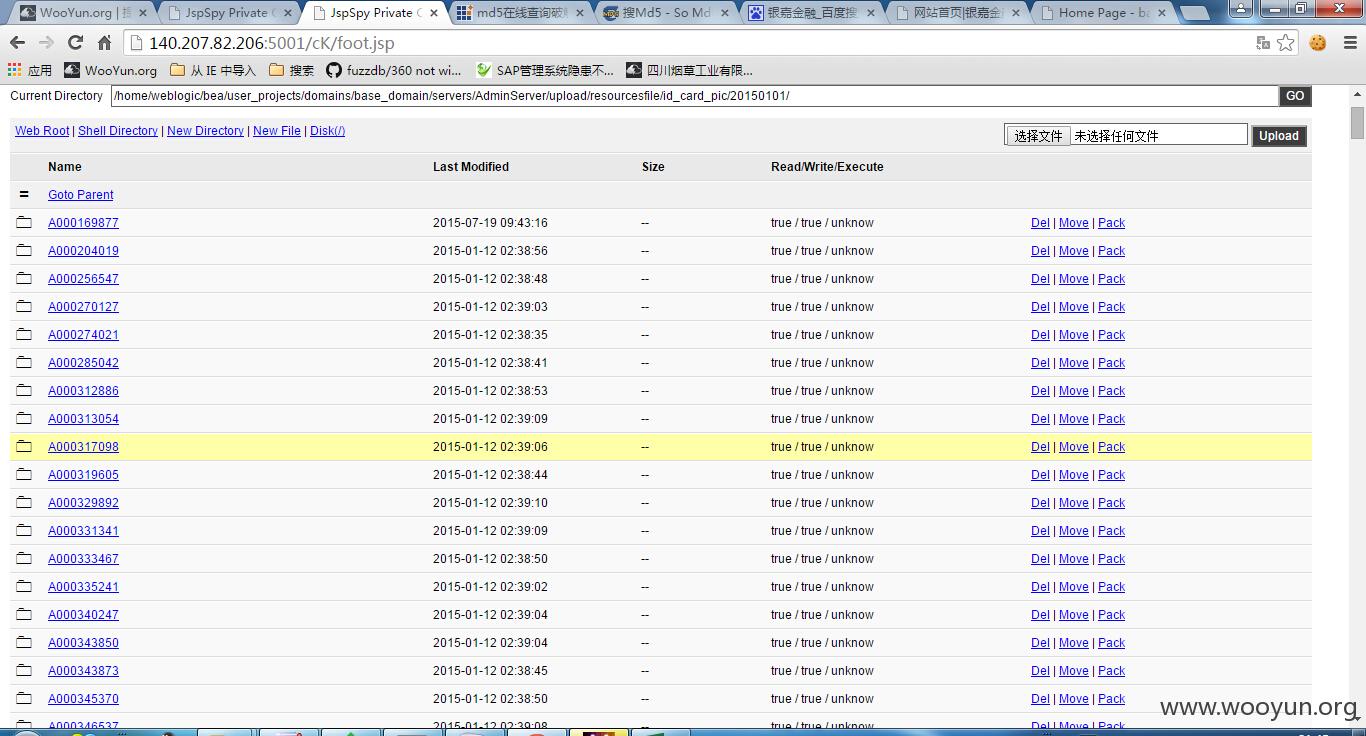 WooYun.org | 搜
JspSpy Private C
JspSpy Private C
md5在线查询破
搜Md5 - So Md
银嘉金融_百度搜
网站首页|银嘉金
Home Page - ba
140.207.82.206:5001/cK/foot.jsp
应用 WooYun.org 从 IE 中导入 搜索 fuzzdb/360 not wi... SAP管理系统隐患不... 四川烟草工业有限...
Current Directory /home/weblogic/bea/user_projects/domains/base_domain/servers/AdminServer/upload/resourcesfile/id_card_pic/20150101/ GO
Web Root | Shell Directory | New Directory | New File | Disk(/) 选择文件 未选择任何文件 Upload
Name Last Modified Size Read/Write/Execute
= Goto Parent
A000169877 2015-07-19 09:43:16 -- true / true / unknow Del | Move | Pack
A000204019 2015-01-12 02:38:56 -- true / true / unknow Del | Move | Pack
A000256547 2015-01-12 02:38:48 -- true / true / unknow Del | Move | Pack
A000270127 2015-01-12 02:39:03 -- true / true / unknow Del | Move | Pack
A000274021 2015-01-12 02:38:35 -- true / true / unknow Del | Move | Pack
A000285042 2015-01-12 02:38:41 -- true / true / unknow Del | Move | Pack
A000312886 2015-01-12 02:38:53 -- true / true / unknow Del | Move | Pack
A000313054 2015-01-12 02:39:09 -- true / true / unknow Del | Move | Pack
A000317098 2015-01-12 02:39:06 -- true / true / unknow Del | Move | Pack
A000319605 2015-01-12 02:38:44 -- true / true / unknow Del | Move | Pack
A000329892 2015-01-12 02:39:10 -- true / true / unknow Del | Move | Pack
A000331341 2015-01-12 02:39:09 -- true / true / unknow Del | Move | Pack
A000333467 2015-01-12 02:38:50 -- true / true / unknow Del | Move | Pack
A000335241 2015-01-12 02:39:02 -- true / true / unknow Del | Move | Pack
A000340247 2015-01-12 02:39:04 -- true / true / unknow Del | Move | Pack
A000343850 2015-01-12 02:39:04 -- true / true / unknow Del | Move | Pack
A000343873 2015-01-12 02:38:45 -- true / true / unknow Del | Move | Pack
A000345370 2015-01-12 02:38:50 -- true / true / unknow Del | Move | Pack
A000346537 2015-01-12 02:39:08 -- true / true / unknow Del | Move | Pack
www.wooyun.org